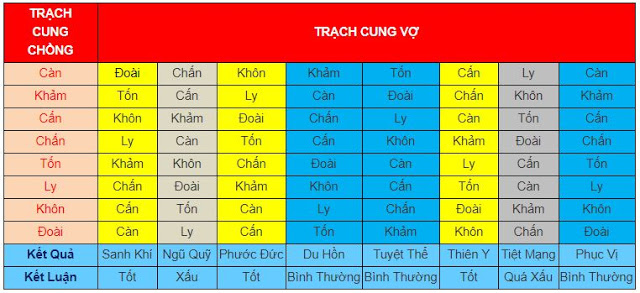 TRẠCH CUNG CHỒNG TRẠCH CUNG VỢ
Càn Đoài Chấn Khôn Khảm Tốn Cấn Ly Càn
Khảm Tốn Cấn Ly Càn Đoài Chấn Khôn Khảm
Cấn Khôn Khảm Đoài Chấn Ly Càn Tốn Cấn
Chấn Ly Càn Tốn Cấn Khôn Khảm Đoài Chấn
Tốn Khảm Khôn Chấn Đoài Càn Ly Cấn Tốn
Ly Chấn Đoài Khảm Khôn Cấn Tốn Càn Ly
Khôn Cấn Tốn Càn Ly Chấn Đoài Khảm Khôn
Đoài Càn Ly Cấn Tốn Khảm Khôn Chấn Đoài
Kết Quả Sanh Khí Ngũ Quỹ Phước Đức Du Hồn Tuyệt Thể Thiên Y Tiệt Mạng Phục Vị
Kết Luận Tốt Xấu Tốt Bình Thường Bình Thường Tốt Quá Xấu Bình Thường